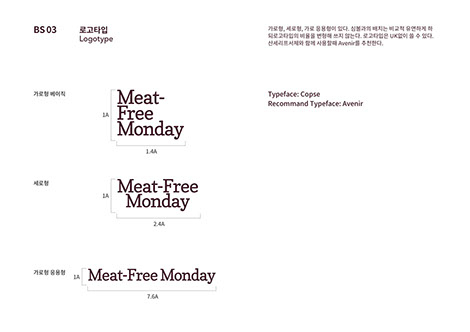 BS 03
로고타입
Logotype
가로형, 세로형, 가로 응용형이 있다. 심볼과의 배치는 비교적 유연하게 하
되로고타입의 비율을 변형해 쓰지 않는다. 로고타입은 UK없이 쓸 수 있다.
산세리프서체와 함께 사용할때 Avenir를 추천한다.
Typeface: Copse
Recommand Typeface: Avenir
가로형 베이직
1A
Meat-
Free
Monday
1.4A
세로형
1A
Meat-Free
Monday
2.4A
가로형 응용형
1A
Meat-Free Monday
7.6A